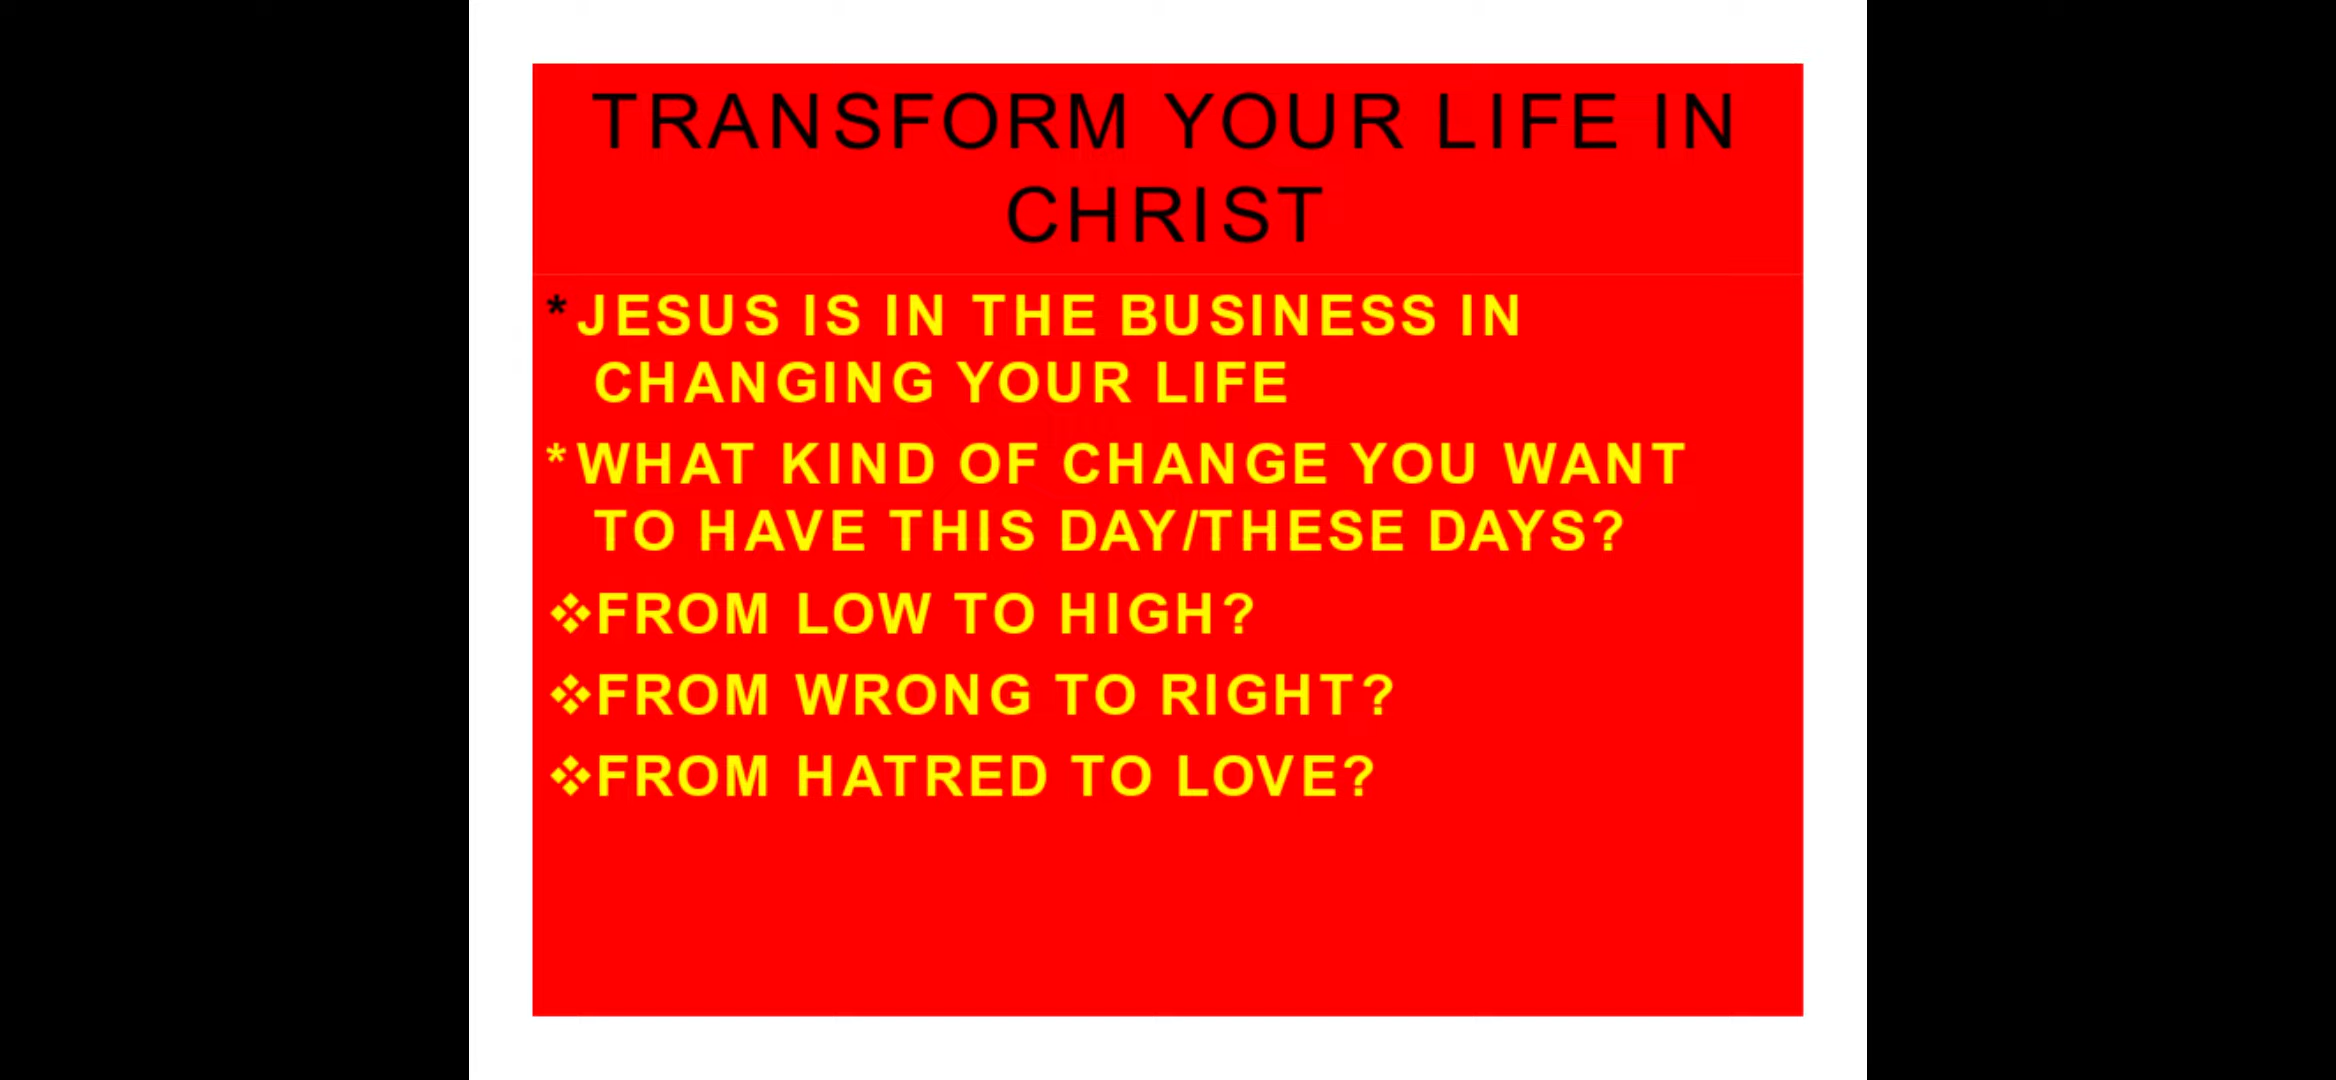 TRANSFORM YOUR LIFE IN
CHRIST
*JESUS IS IN THE BUSINESS IN
CHANGING YOUR LIFE
*WHAT KIND OF CHANGE YOU WANT
TO HAVE THIS DAY/THESE DAYS?
❖FROM LOW TO HIGH?
❖FROM WRONG TO RIGHT?
❖FROM HATRED TO LOVE?